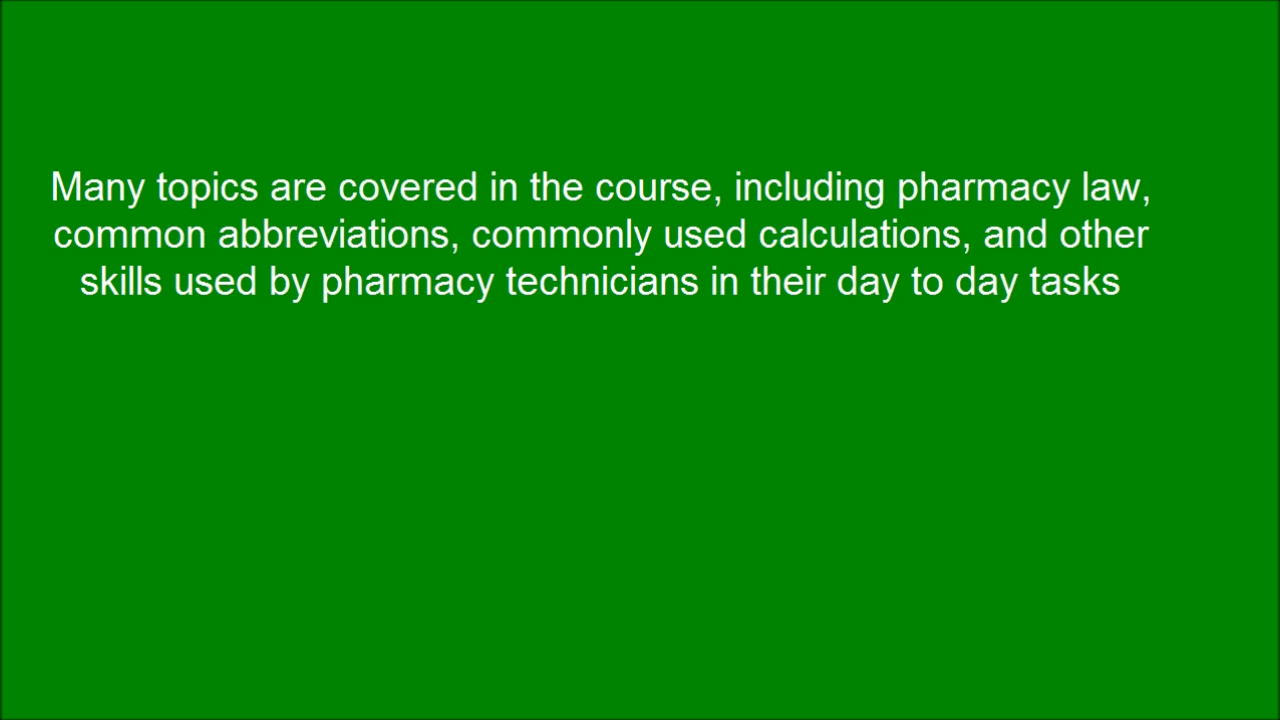 Many topics are covered in the course, including pharmacy law,
common abbreviations, commonly used calculations, and other
skills used by pharmacy technicians in their day to day tasks